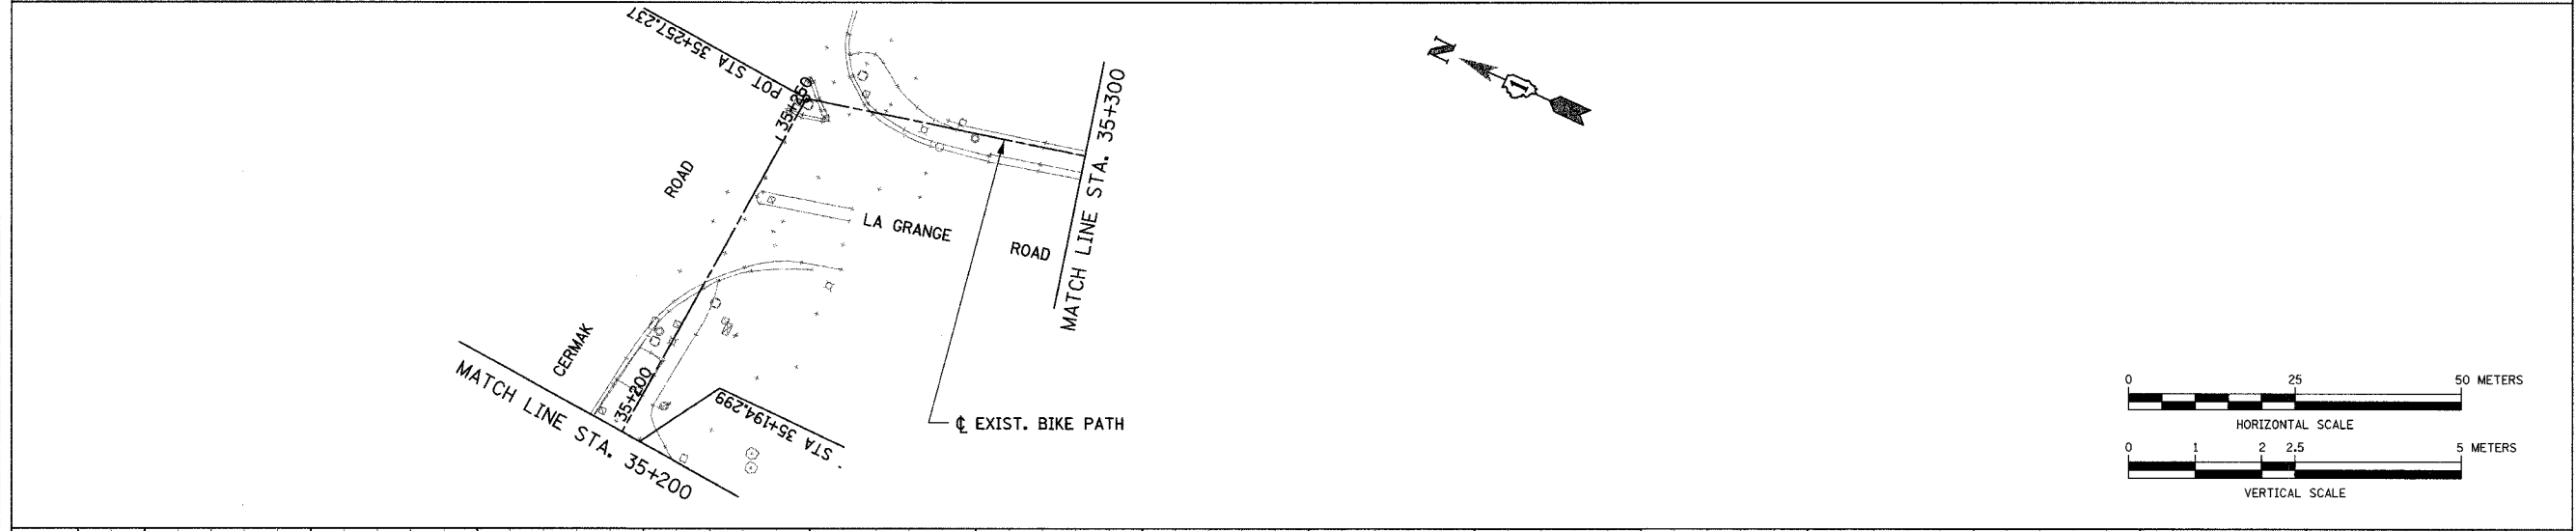 POT STA 35+257.237
35+250
N
1
MATCH LINE STA. 35+300
ROAD
LA GRANGE
ROAD
CERMAK
MATCH LINE STA. 35+200
35+200
STA 35+194.299
℄ EXIST. BIKE PATH
0 25 50 METERS
HORIZONTAL SCALE
0 1 2 2.5 5 METERS
VERTICAL SCALE